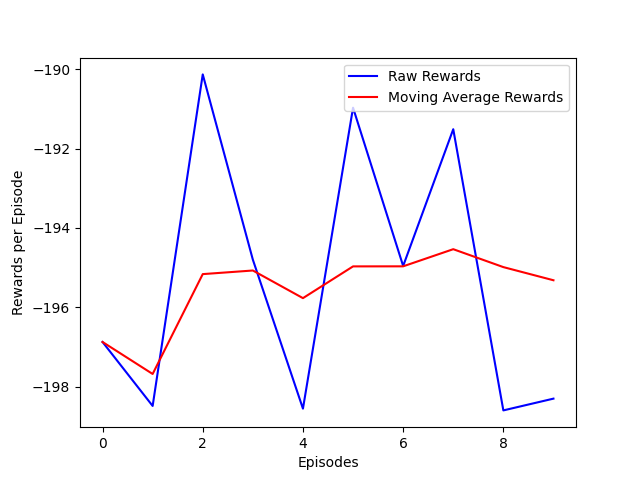 Raw Rewards
Moving Average Rewards
−190
−192
−194
−196
−198
Rewards per Episode
0 2 4 6 8
Episodes